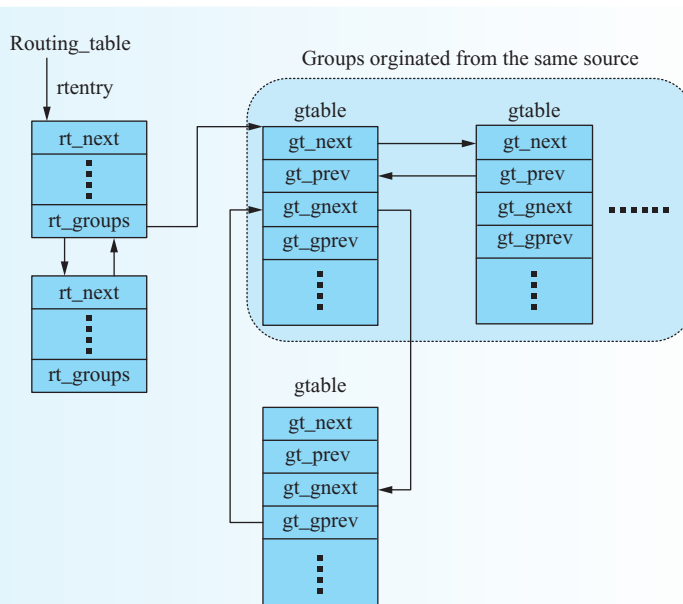 Routing_table
rtentry
rt_next
rt_groups
rt_next
rt_groups
Groups orginated from the same source
gtable
gt_next
gt_prev
gt_gnext
gt_gprev
gtable
gt_next
gt_prev
gt_gnext
gt_gprev
gtable
gt_next
gt_prev
gt_gnext
gt_gprev